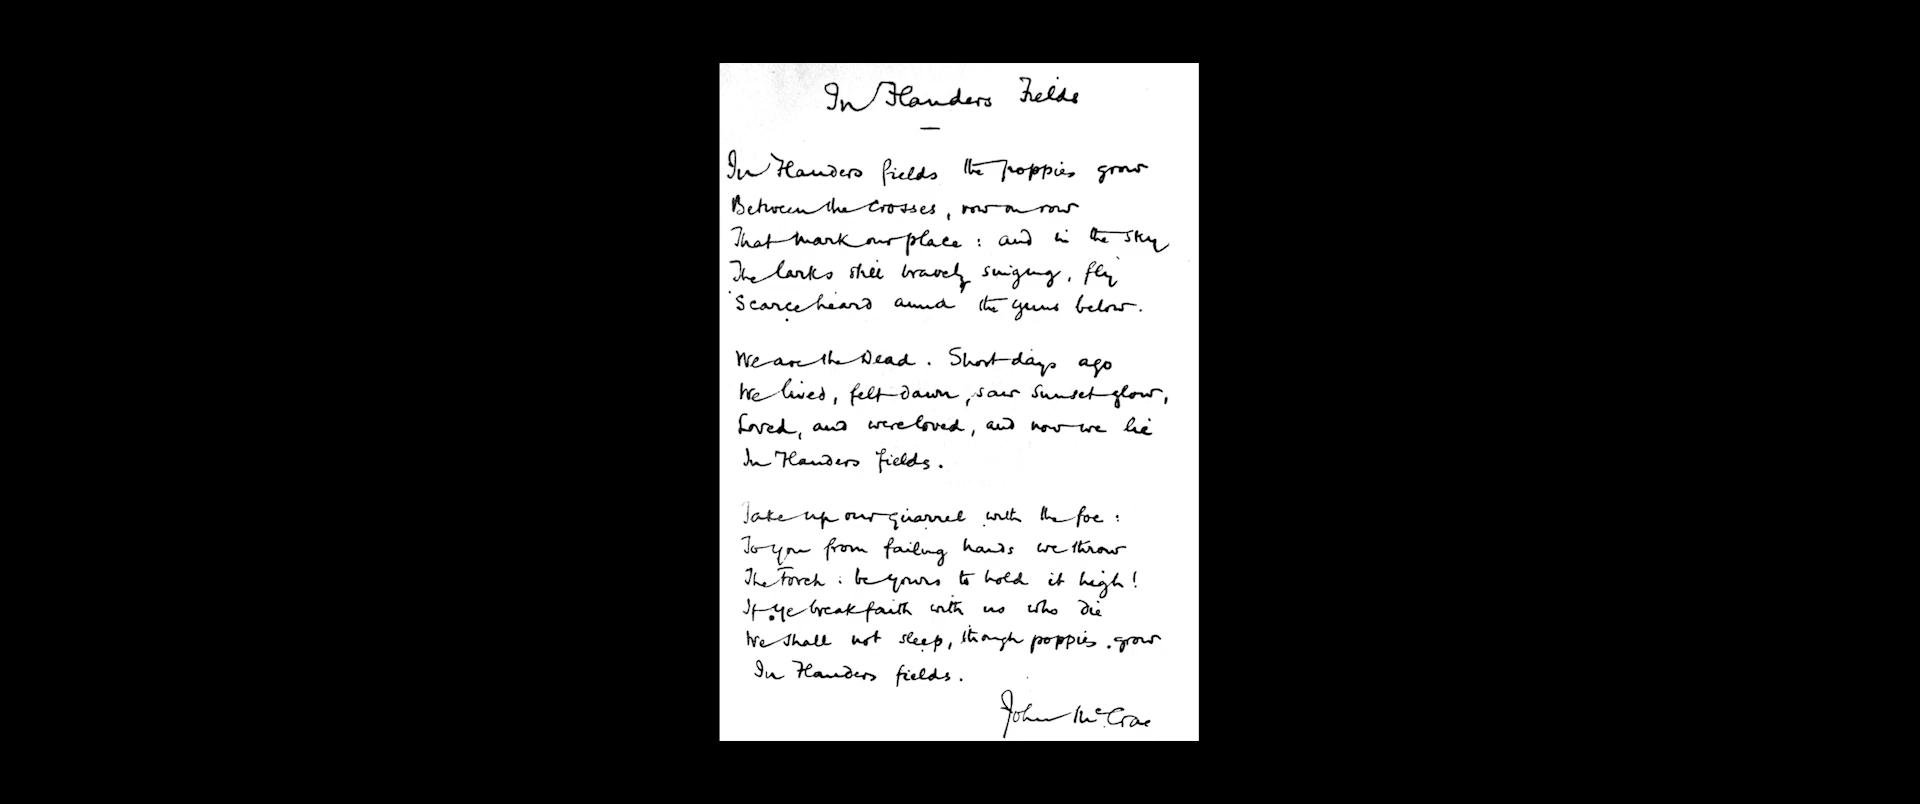 In Flanders Fields
In Flanders fields the poppies grow
Between the crosses, row on row
That mark our place : and in the sky
The larks still bravely singing, fly
Scarce heard amid the guns below.
We are the Dead. Short days ago
We lived, felt dawn, saw sunset glow,
Loved, and were loved, and now we lie
In Flanders fields.
Take up our quarrel with the foe :
To you from failing hands we throw
The Torch : be yours to hold it high!
If ye break faith with us who die
We shall not sleep, though poppies grow
In Flanders fields.
John McCrae